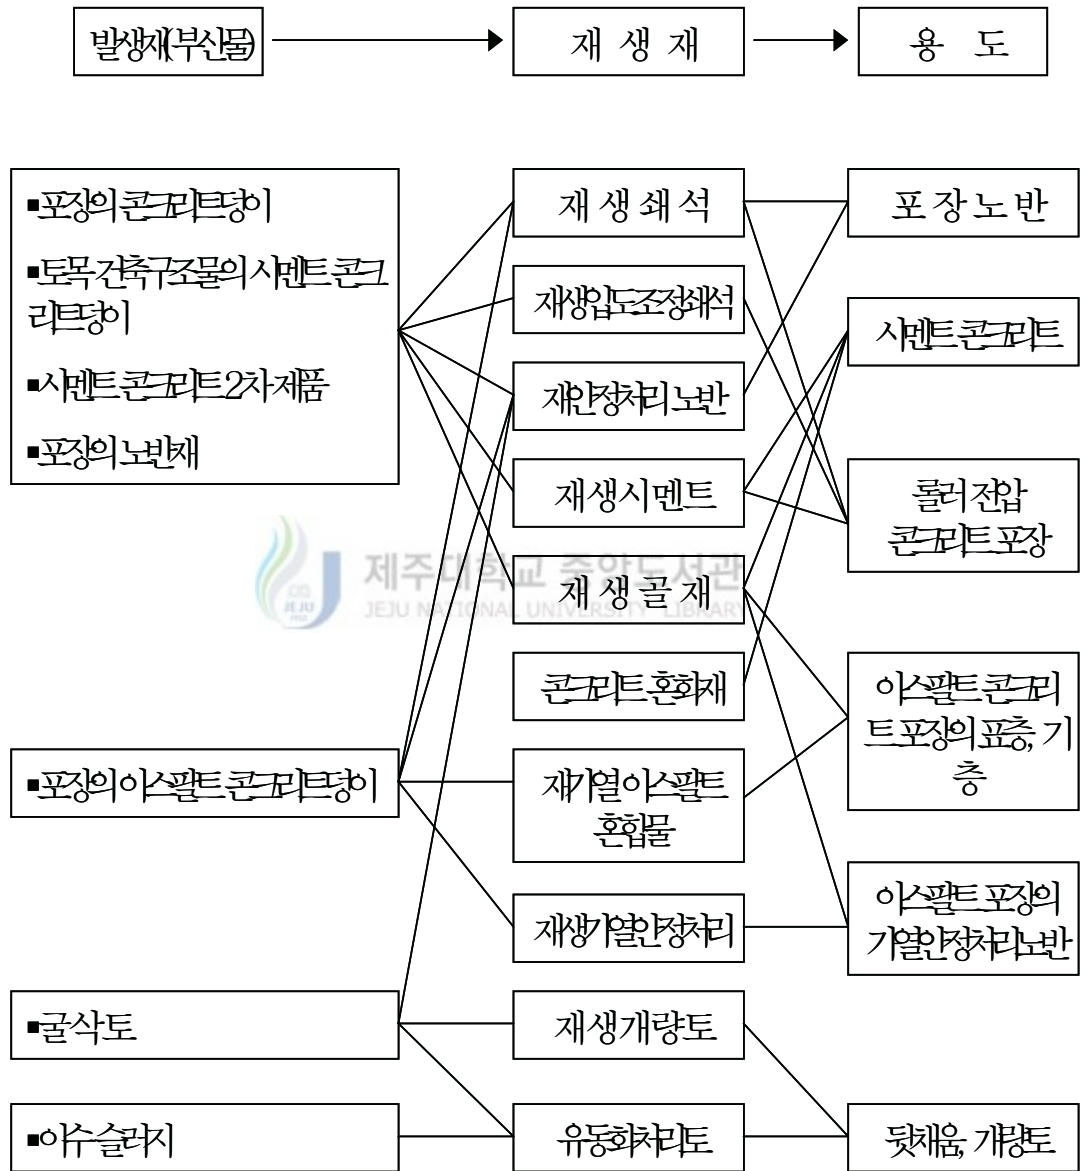 발생재(부산물)
재 생 재
용 도
▪포장의 콘크리트덩이
▪토목·건축구조물의 시멘트 콘크
리트덩이
▪시멘트 콘크리트 2차 제품
▪포장의 노반재
재 생 쇄 석
재생입도조정쇄석
재안정처리 노반
재생시멘트
재 생 골 재
콘크리트 혼화재
포 장 노 반
시멘트 콘크리트
롤러 전압
콘크리트 포장
제주대학교 중앙도서관
JEJU NATIONAL UNIVERSITY LIBRARY
JEJU
1952
▪포장의 아스팔트 콘크리트덩이
재가열 아스팔트
혼합물
재생가열안정처리
아스팔트 콘크리
트 포장의 표층, 기
층
아스팔트 포장의
가열안정처리노반
▪굴삭토
재생개량토
▪이수·슬러지
유동화처리토
뒷채움, 개량토